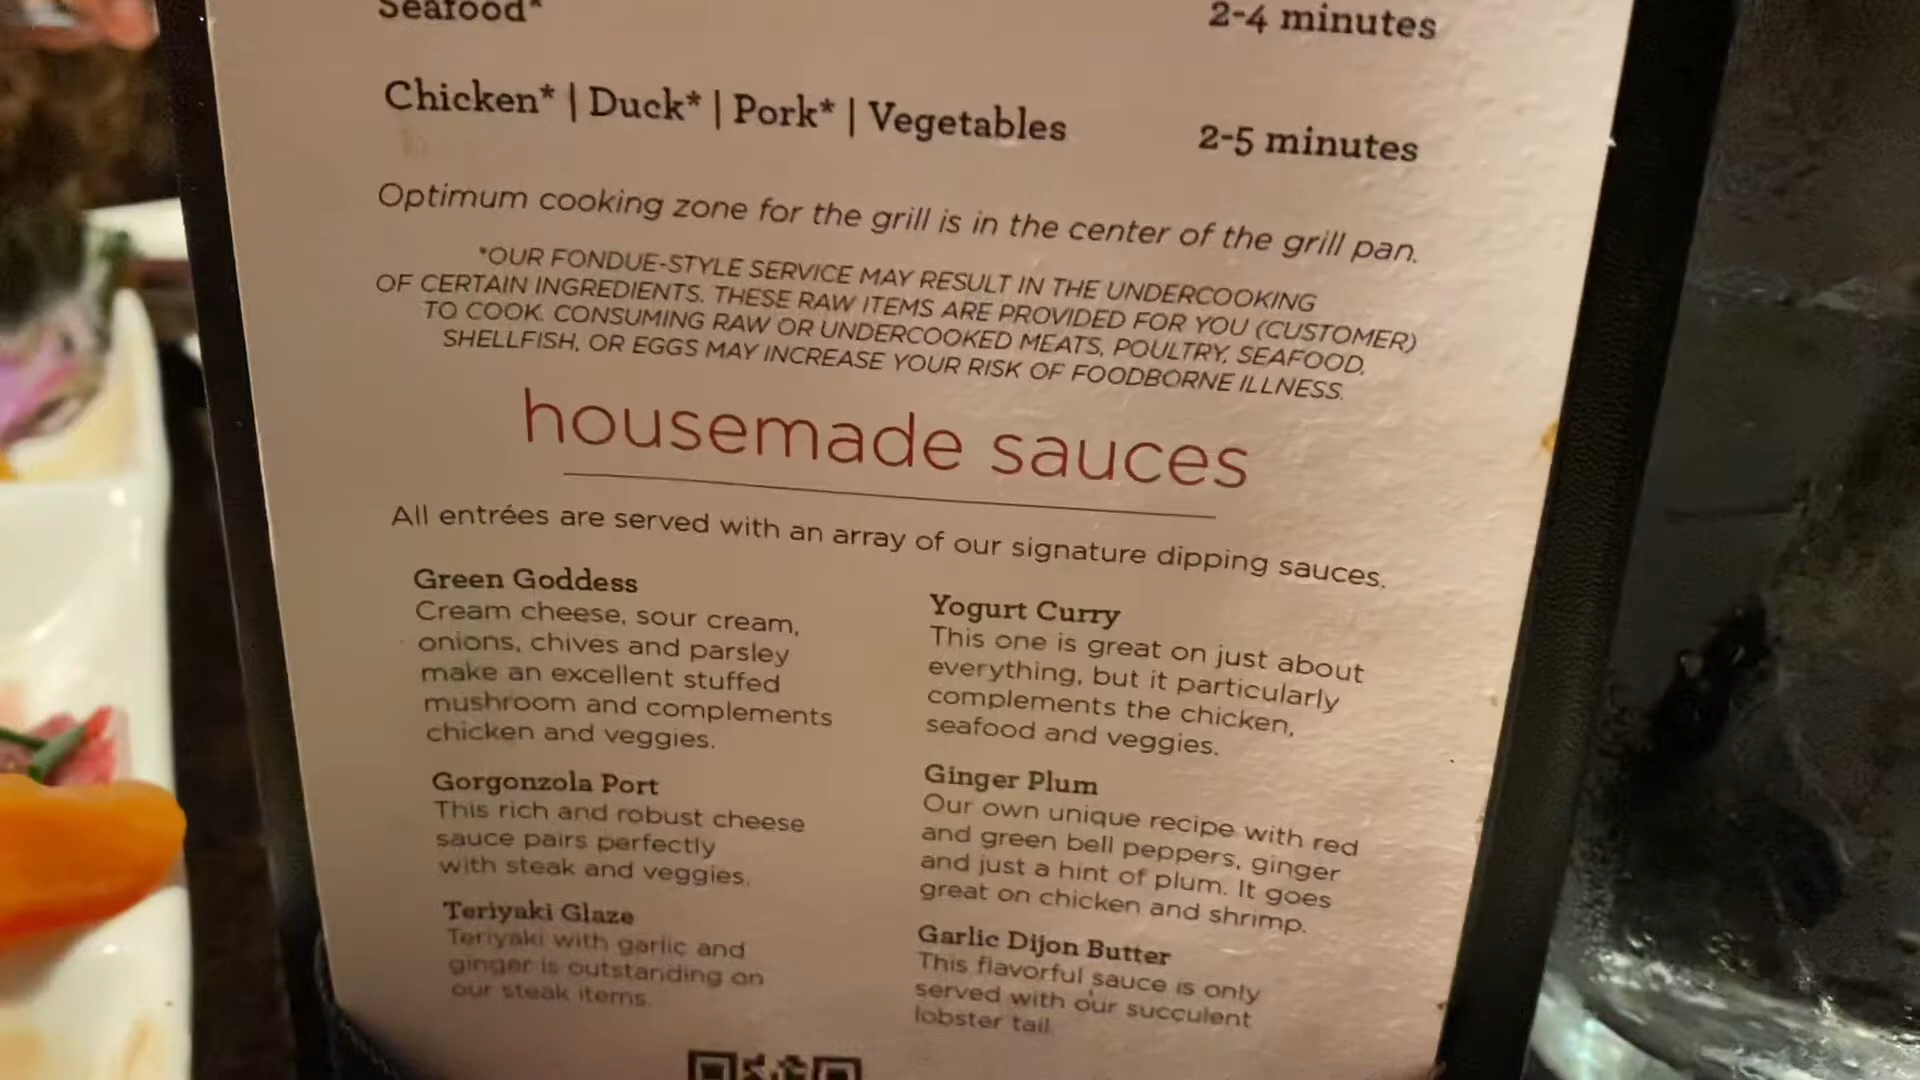 Seafood*
2-4 minutes
Chicken* | Duck* | Pork* | Vegetables
2-5 minutes
Optimum cooking zone for the grill is in the center of the grill pan.
*OUR FONDUE-STYLE SERVICE MAY RESULT IN THE UNDERCOOKING
OF CERTAIN INGREDIENTS. THESE RAW ITEMS ARE PROVIDED FOR YOU (CUSTOMER)
TO COOK. CONSUMING RAW OR UNDERCOOKED MEATS, POULTRY, SEAFOOD,
SHELLFISH, OR EGGS MAY INCREASE YOUR RISK OF FOODBORNE ILLNESS.
housemade sauces
All entrées are served with an array of our signature dipping sauces.
Green Goddess
Cream cheese, sour cream,
onions, chives and parsley
make an excellent stuffed
mushroom and complements
chicken and veggies.
Gorgonzola Port
This rich and robust cheese
sauce pairs perfectly
with steak and veggies.
Teriyaki Glaze
Teriyaki with garlic and
ginger is outstanding on
our steak items.
Yogurt Curry
This one is great on just about
everything, but it particularly
complements the chicken,
seafood and veggies.
Ginger Plum
Our own unique recipe with red
and green bell peppers, ginger
and just a hint of plum. It goes
great on chicken and shrimp.
Garlic Dijon Butter
This flavorful sauce is only
served with our succulent
lobster tail.